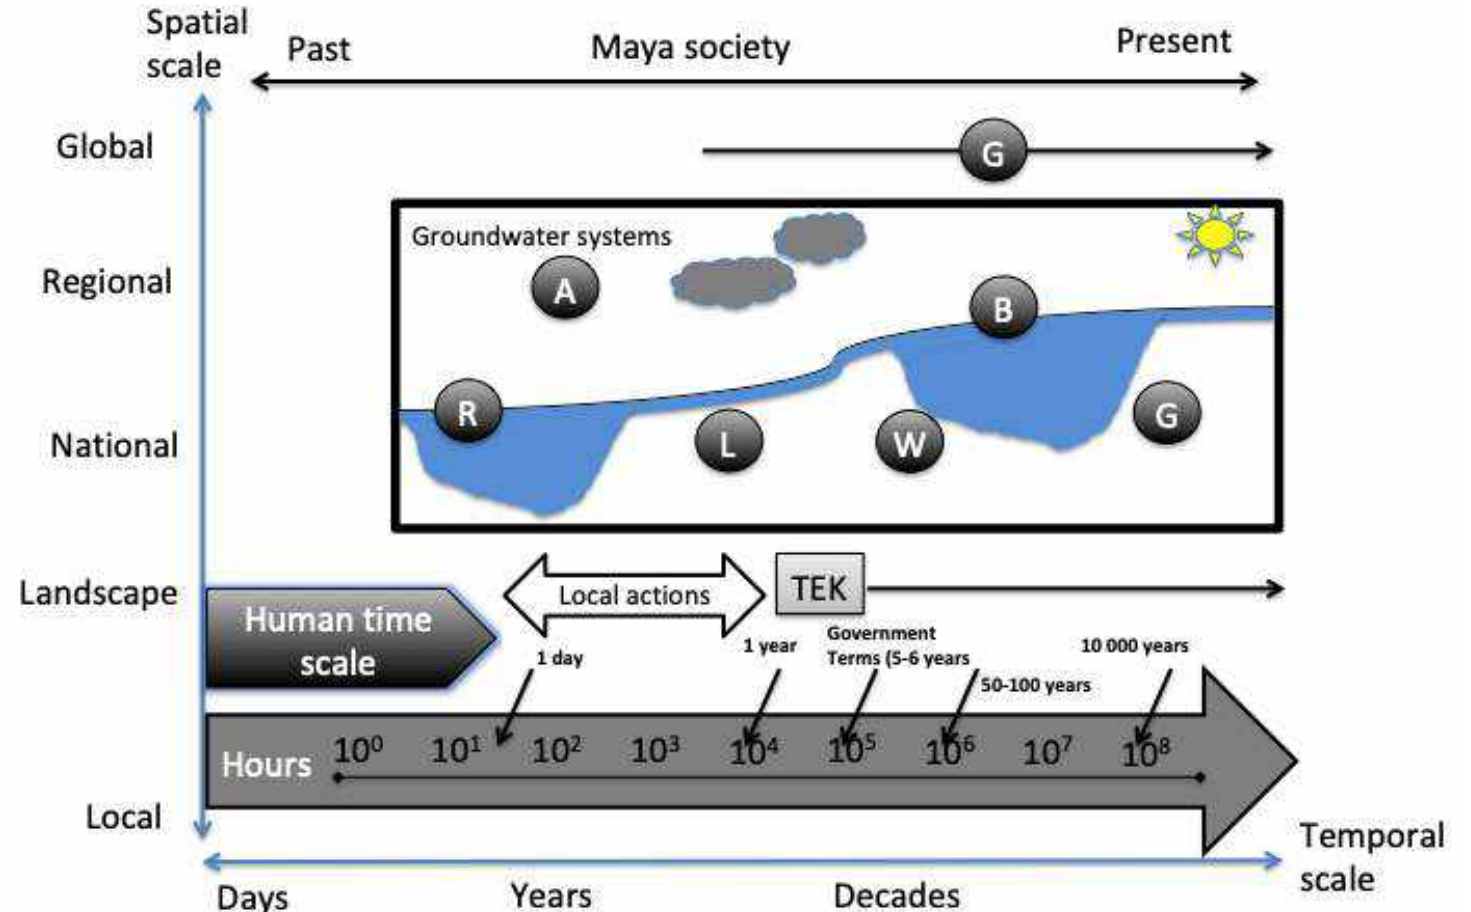 Spatial
scale
Past
Maya society
Present
Global
G
Groundwater systems
Regional
A
B
R
National
L
W
G
Landscape
Local actions
TEK
Human time
scale
1 day
1 year
Government
Terms (5-6 years
50-100 years
10 000 years
Hours 10⁰ 10¹ 10² 10³ 10⁴ 10⁵ 10⁶ 10⁷ 10⁸
Local
Temporal
scale
Days
Years
Decades